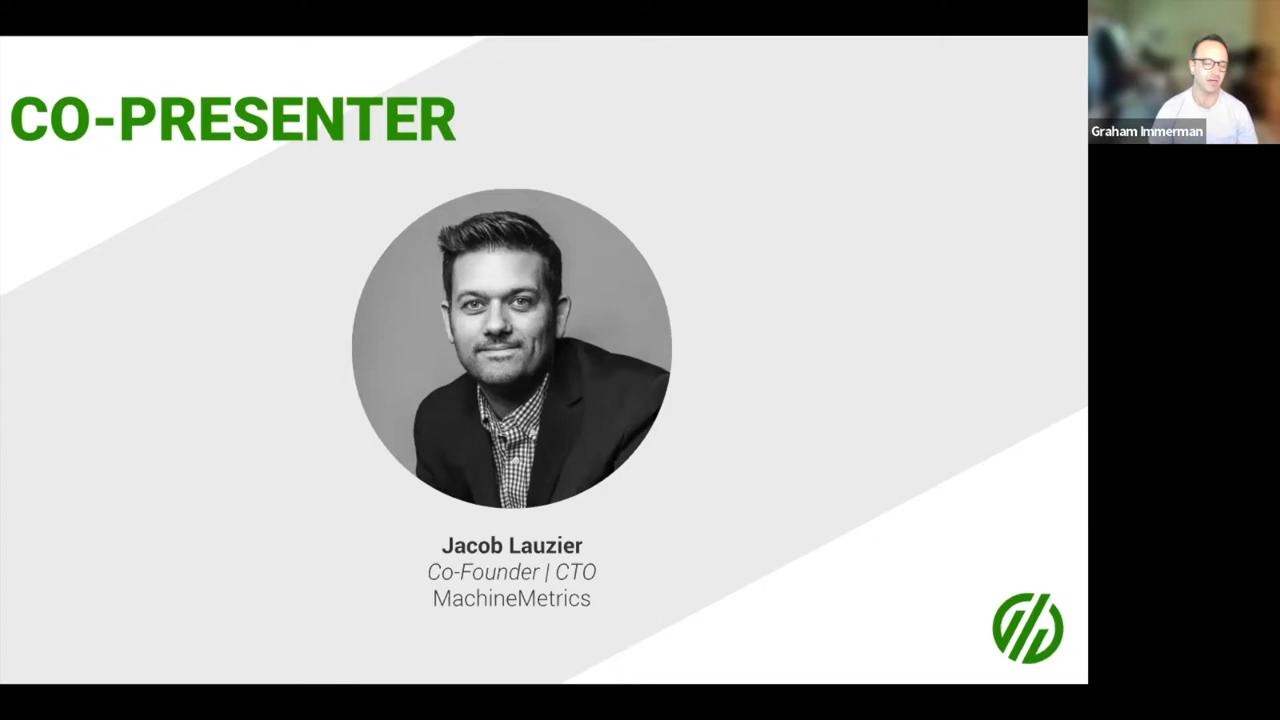 CO-PRESENTER
Graham Immerman
Jacob Lauzier
Co-Founder | CTO
MachineMetrics